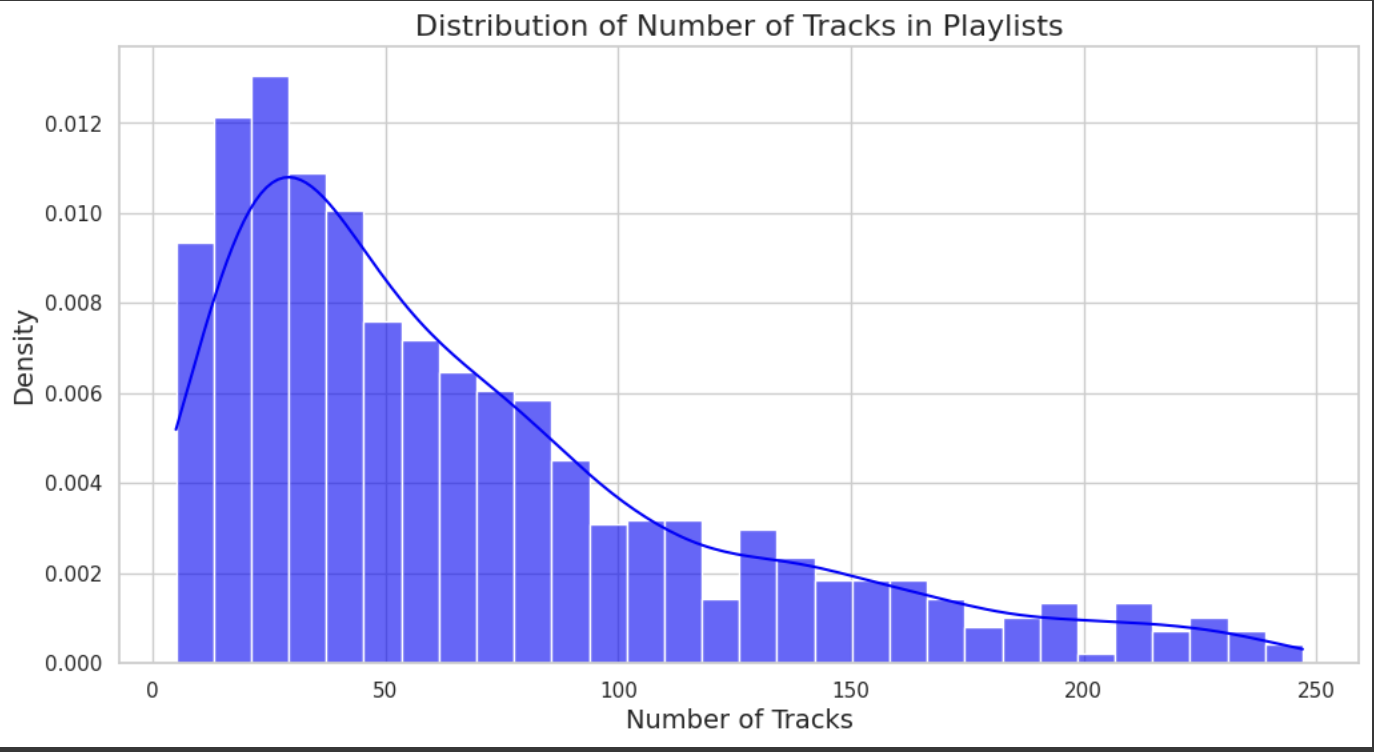 Distribution of Number of Tracks in Playlists
Density
0.012
0.010
0.008
0.006
0.004
0.002
0.000
0 50 100 150 200 250
Number of Tracks